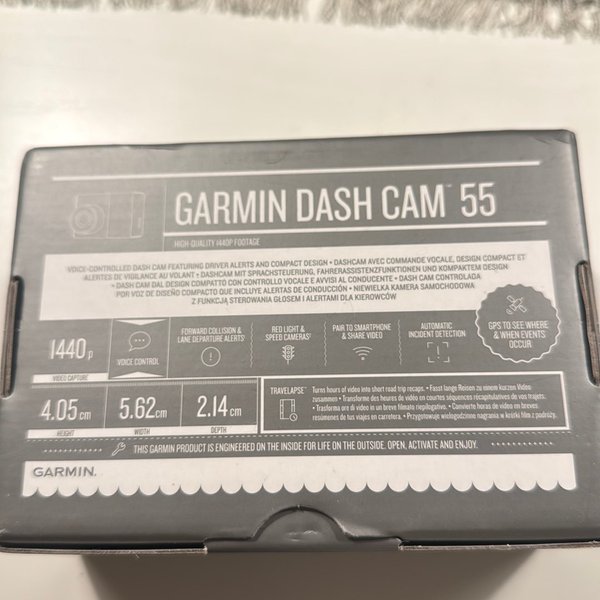 GARMIN DASH CAM™ 55
HIGH-QUALITY 1440P FOOTAGE
VOICE-CONTROLLED DASH CAM FEATURING DRIVER ALERTS AND COMPACT DESIGN • DASHCAM AVEC COMMANDE VOCALE, DESIGN COMPACT ET
ALERTES DE VIGILANCE AU VOLANT • DASHCAM MIT SPRACHSTEUERUNG, FAHRERASSISTENZFUNKTIONEN UND KOMPAKTEM DESIGN
• DASH CAM DAL DESIGN COMPATTO CON CONTROLLO VOCALE E AVVISI AL CONDUCENTE • DASH CAM CONTROLADA
POR VOZ DE DISEÑO COMPACTO QUE INCLUYE ALERTAS DE CONDUCCIÓN • NIEWIELKA KAMERA SAMOCHODOWA
Z FUNKCJĄ STEROWANIA GŁOSEM I ALERTAMI DLA KIEROWCÓW
1440p
VIDEO CAPTURE
VOICE CONTROL
FORWARD COLLISION &
LANE DEPARTURE ALERTS
RED LIGHT &
SPEED CAMERAS
PAIR TO SMARTPHONE
& SHARE VIDEO
AUTOMATIC
INCIDENT DETECTION
GPS TO SEE WHERE
& WHEN EVENTS
OCCUR
4.05 cm
HEIGHT
5.62 cm
WIDTH
2.14 cm
DEPTH
TRAVELAPSE™ Turns hours of video into short road trip recaps. • Fasst lange Reisen zu einem kurzen Video
zusammen • Transforme des heures de vidéo en courtes séquences récapitulatives de vos trajets.
• Trasforma ore di video in un breve filmato riepilogativo. • Convierte horas de vídeo en breves
resúmenes de tus viajes en carretera. • Przygotowuje wielogodzinne nagrania w krótki film z podróży.
THIS GARMIN PRODUCT IS ENGINEERED ON THE INSIDE FOR LIFE ON THE OUTSIDE. OPEN, ACTIVATE AND ENJOY.
GARMIN.